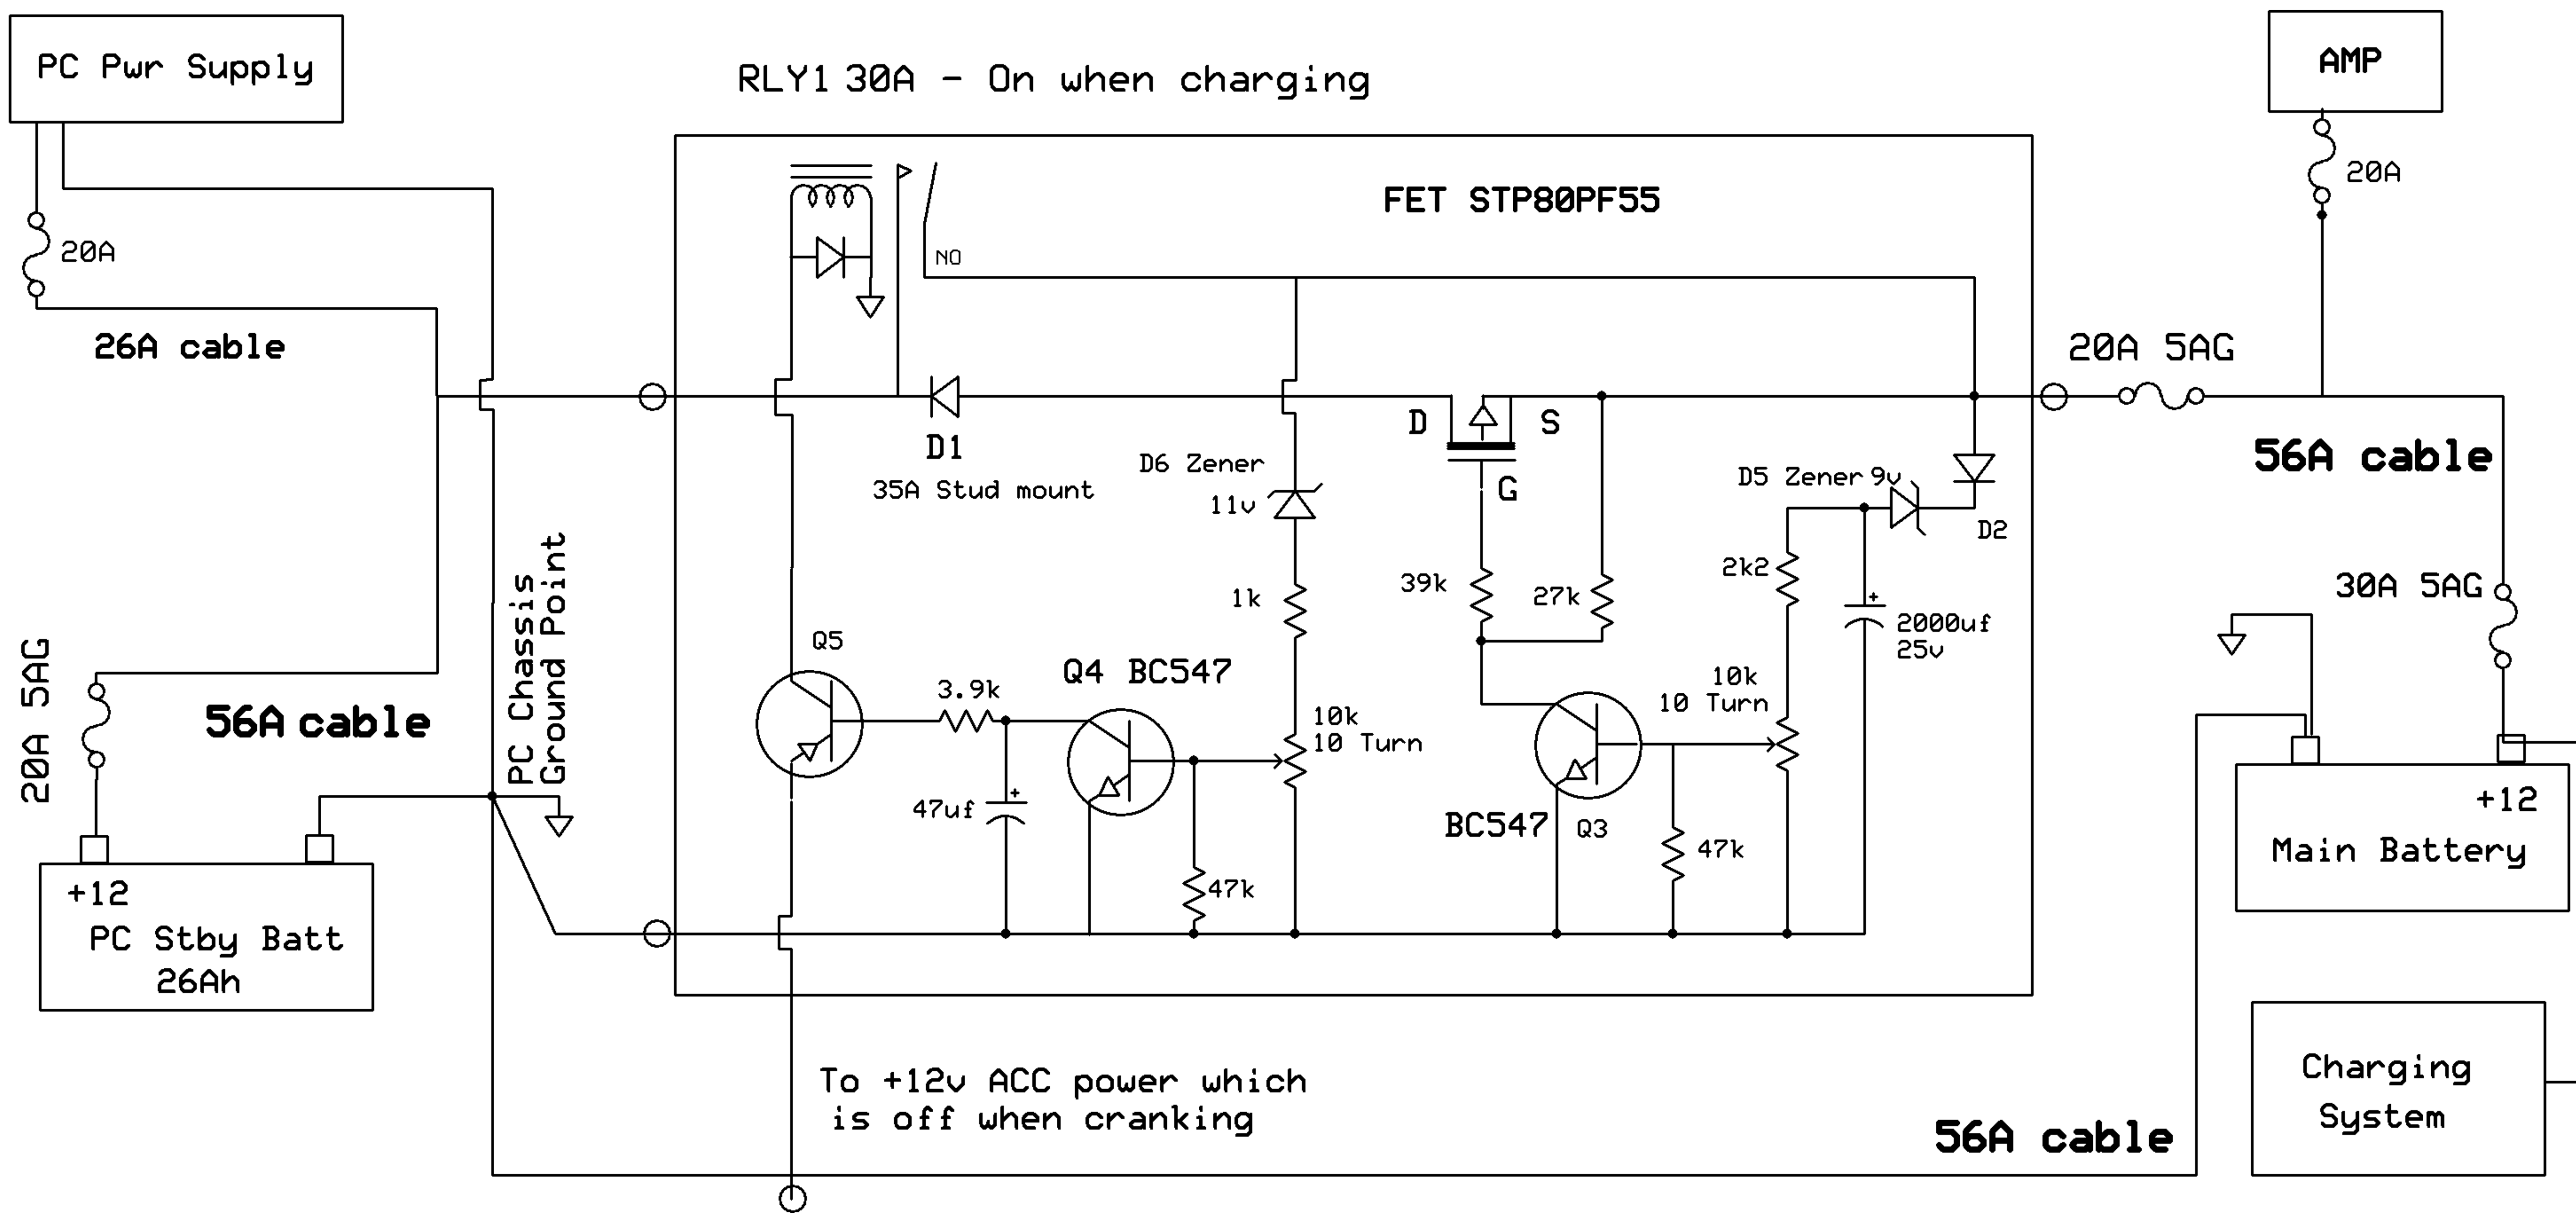 PC Pwr Supply
20A
26A cable
RLY1 30A - On when charging
FET STP80PF55
NO
AMP
20A
D1
35A Stud mount
D6 Zener
11v
D
S
G
D5 Zener 9v
D2
20A 5AG
56A cable
30A 5AG
1k
39k
27k
2k2
+
2000uf
25v
20A 5AG
56A cable
PC Chassis
Ground Point
Q5
3.9k
Q4 BC547
10k
10 Turn
10k
10 Turn
47uf
+
47k
BC547
Q3
47k
+12
PC Stby Batt
26Ah
+12
Main Battery
To +12v ACC power which
is off when cranking
56A cable
Charging
System